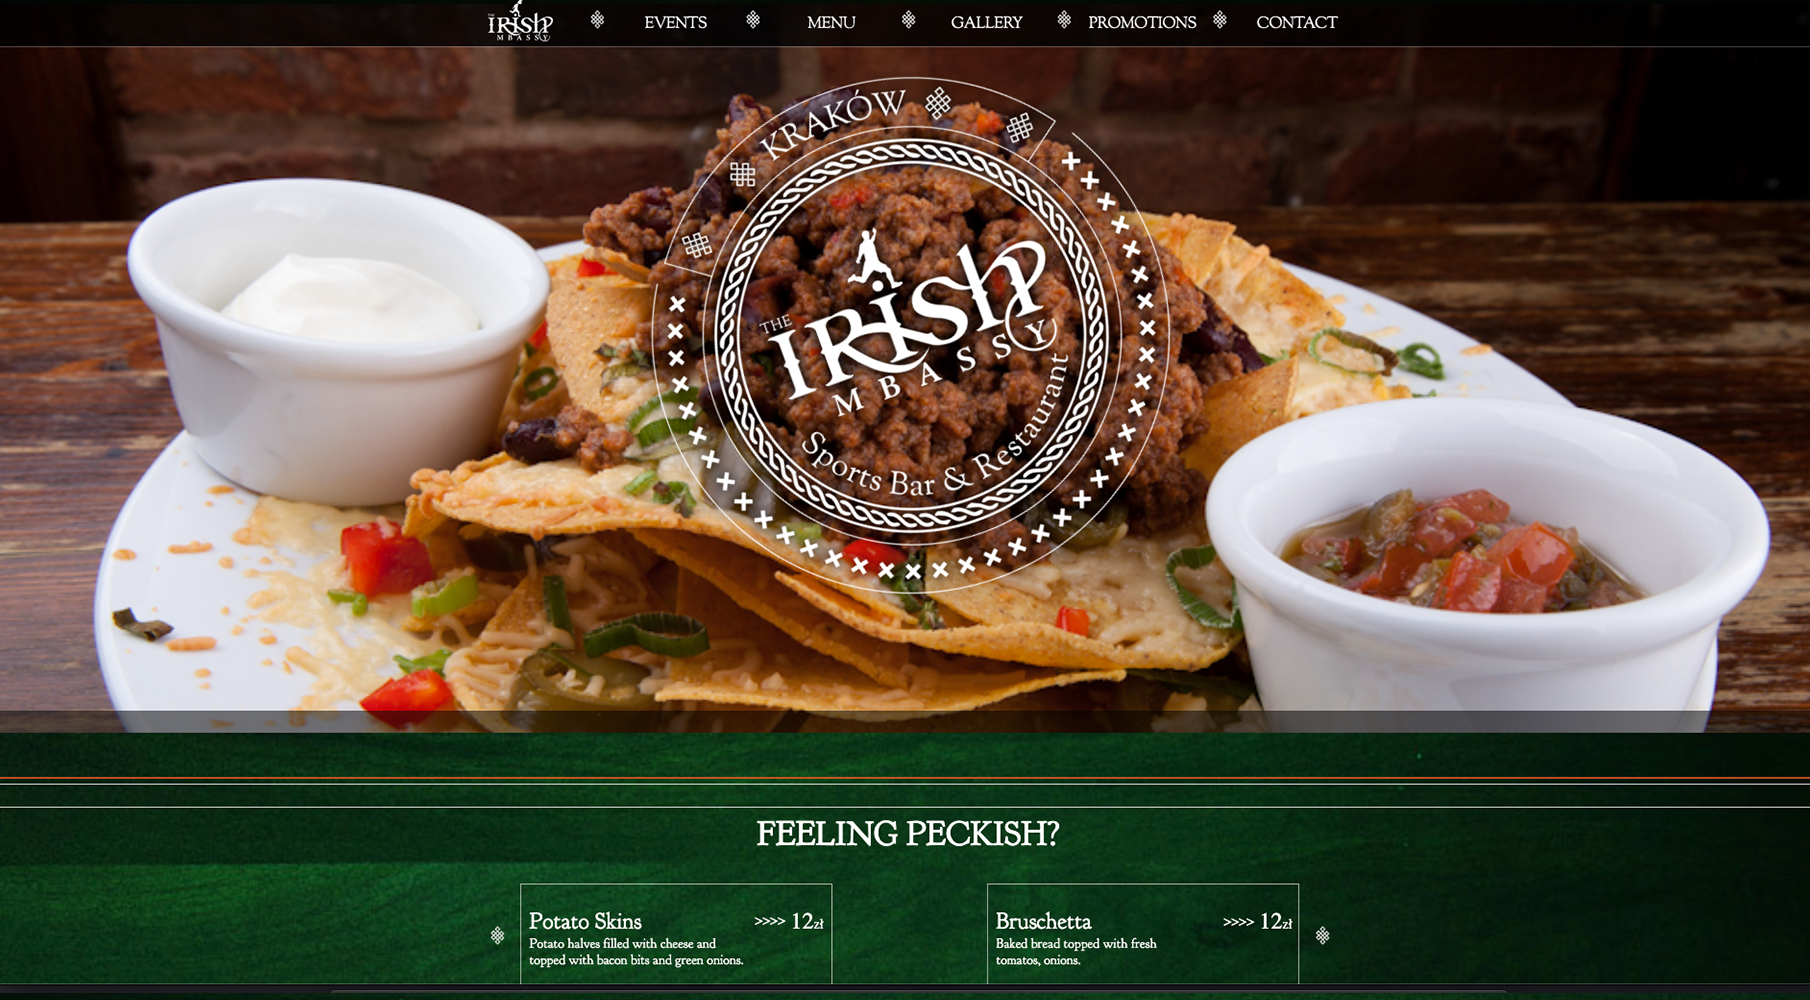 THE
IRISH
MBASSY
EVENTS
MENU
GALLERY
PROMOTIONS
CONTACT
KRAKÓW
THE
IRISH
MBASSY
Sports Bar & Restaurant
FEELING PECKISH?
Potato Skins >>>> 12zł
Potato halves filled with cheese and
topped with bacon bits and green onions.
Bruschetta >>>> 12zł
Baked bread topped with fresh
tomatos, onions.